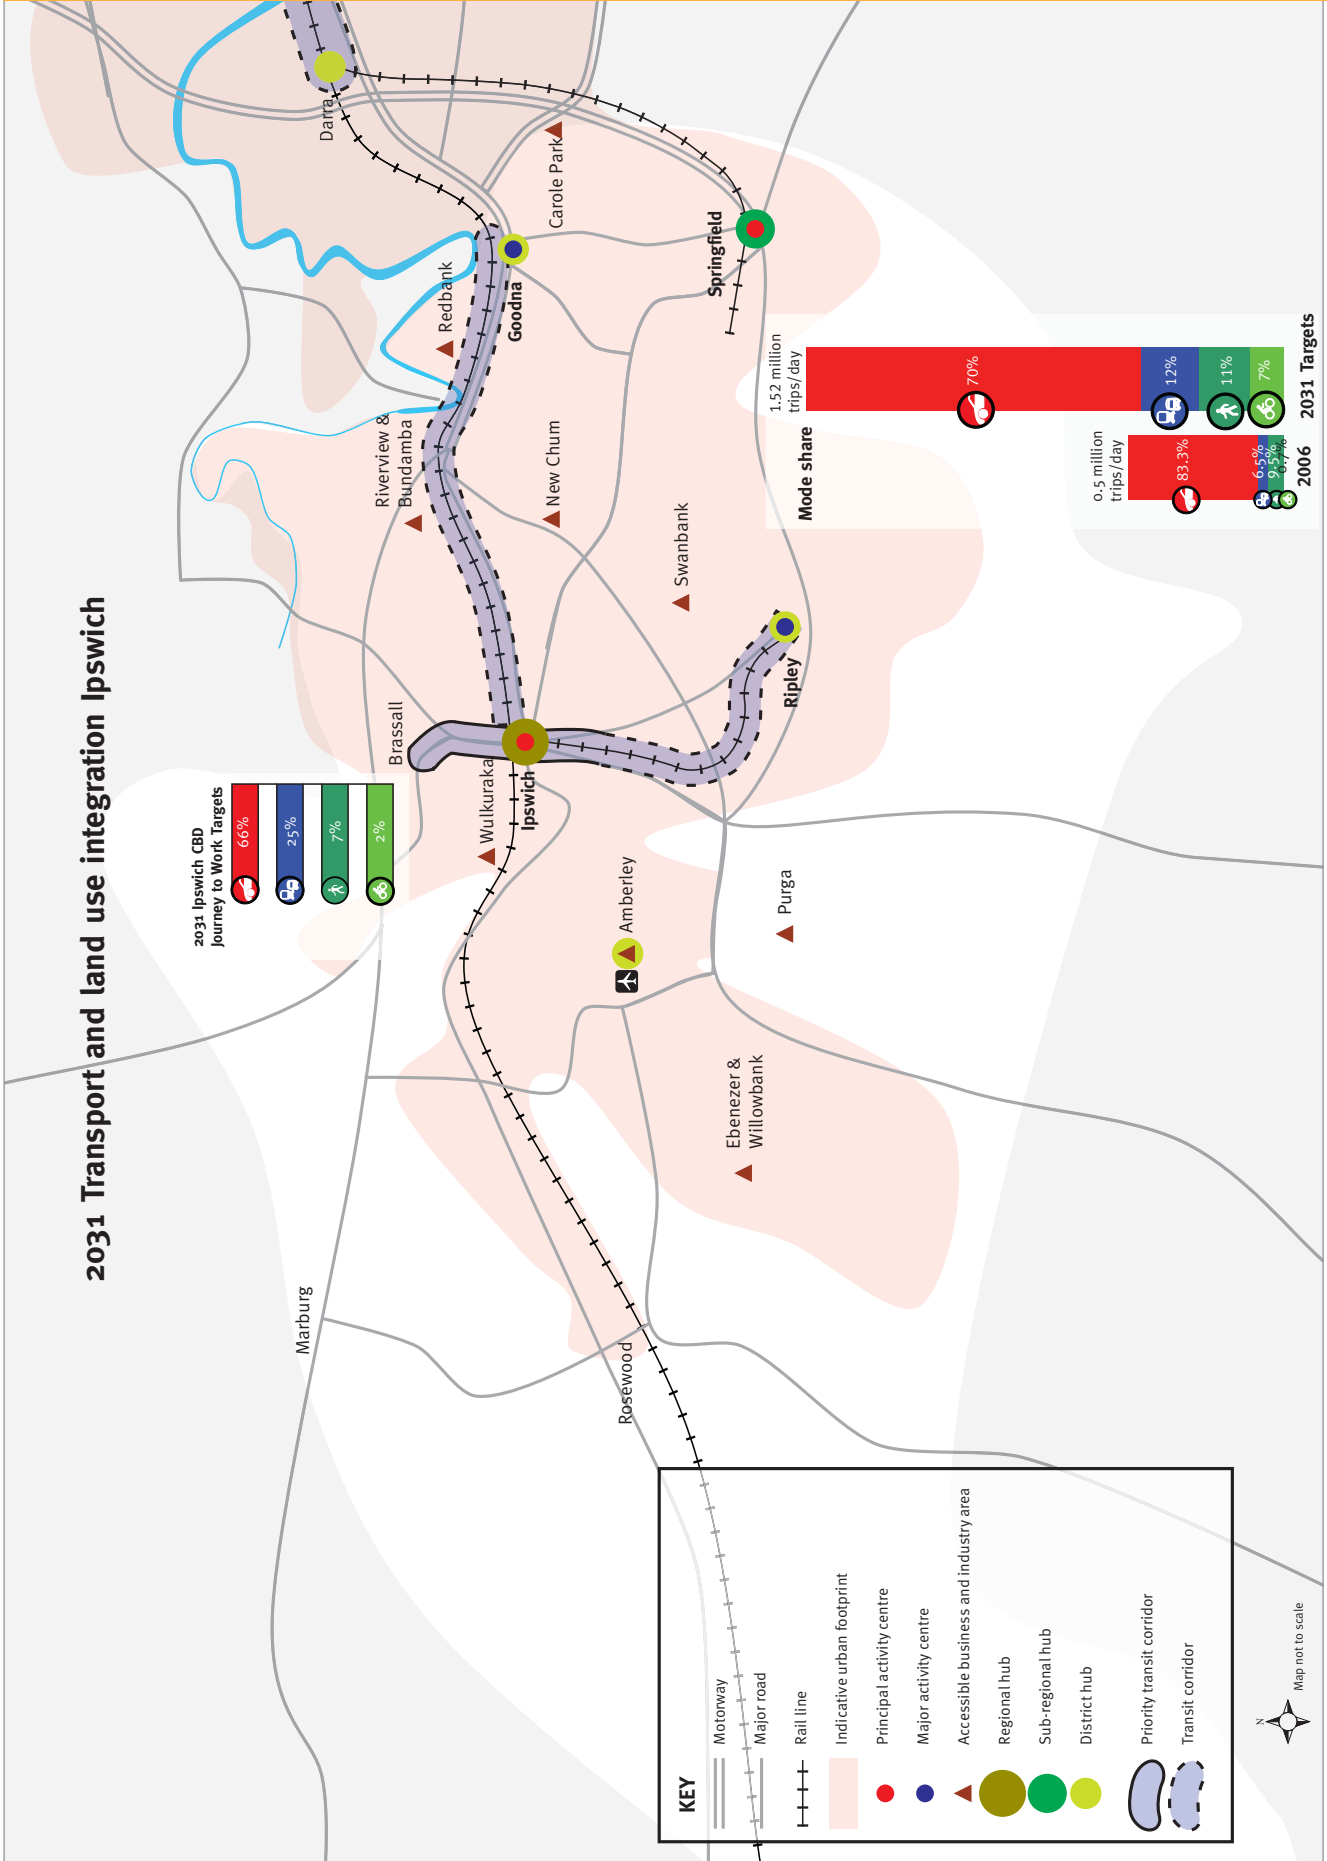 2031 Transport and land use integration Ipswich
2031 Ipswich CBD
Journey to Work Targets
66%
25%
7%
2%
Marburg
Brassall
Riverview &
Bundamba
Redbank
Darra
Wulkuraka
Ipswich
Goodna
Carole Park
New Chum
Rosewood
Amberley
Swanbank
Springfield
Ebenezer &
Willowbank
Purga
Ripley
Mode share
1.52 million
trips/day
70%
12%
11%
7%
2031 Targets
0.5 million
trips/day
83.3%
6.5%
9.5%
0.7%
2006
KEY
Motorway
Major road
Rail line
Indicative urban footprint
Principal activity centre
Major activity centre
Accessible business and industry area
Regional hub
Sub-regional hub
District hub
Priority transit corridor
Transit corridor
N
Map not to scale